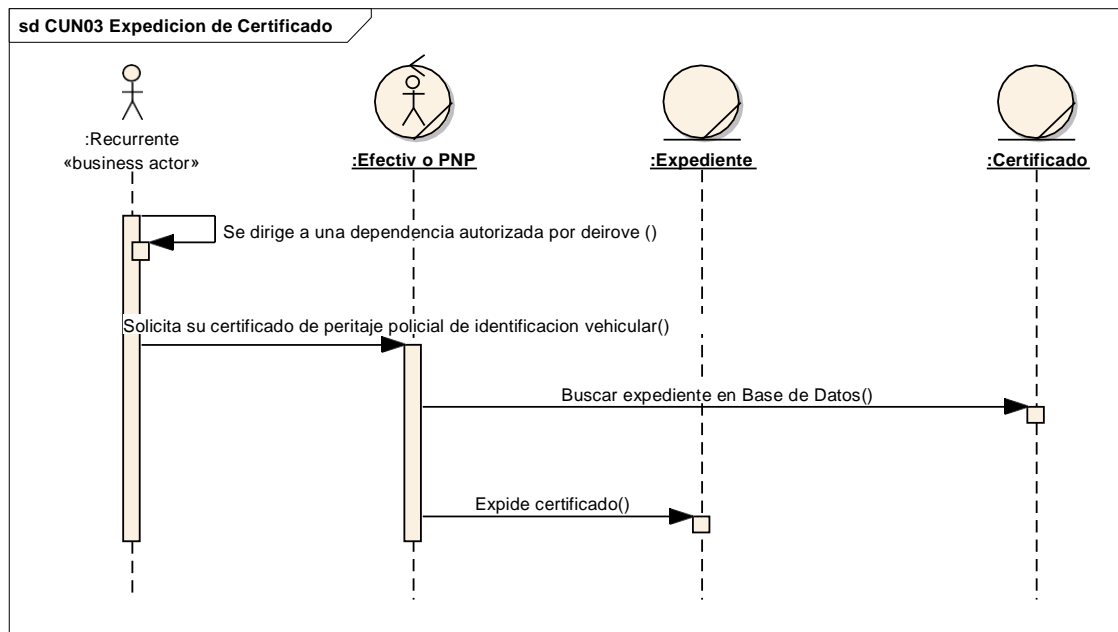 sd CUN03 Expedicion de Certificado
:Recurrente
«business actor»
:Efectiv o PNP
:Expediente
:Certificado
Se dirige a una dependencia autorizada por deirove ()
Solicita su certificado de peritaje policial de identificacion vehicular()
Buscar expediente en Base de Datos()
Expide certificado()